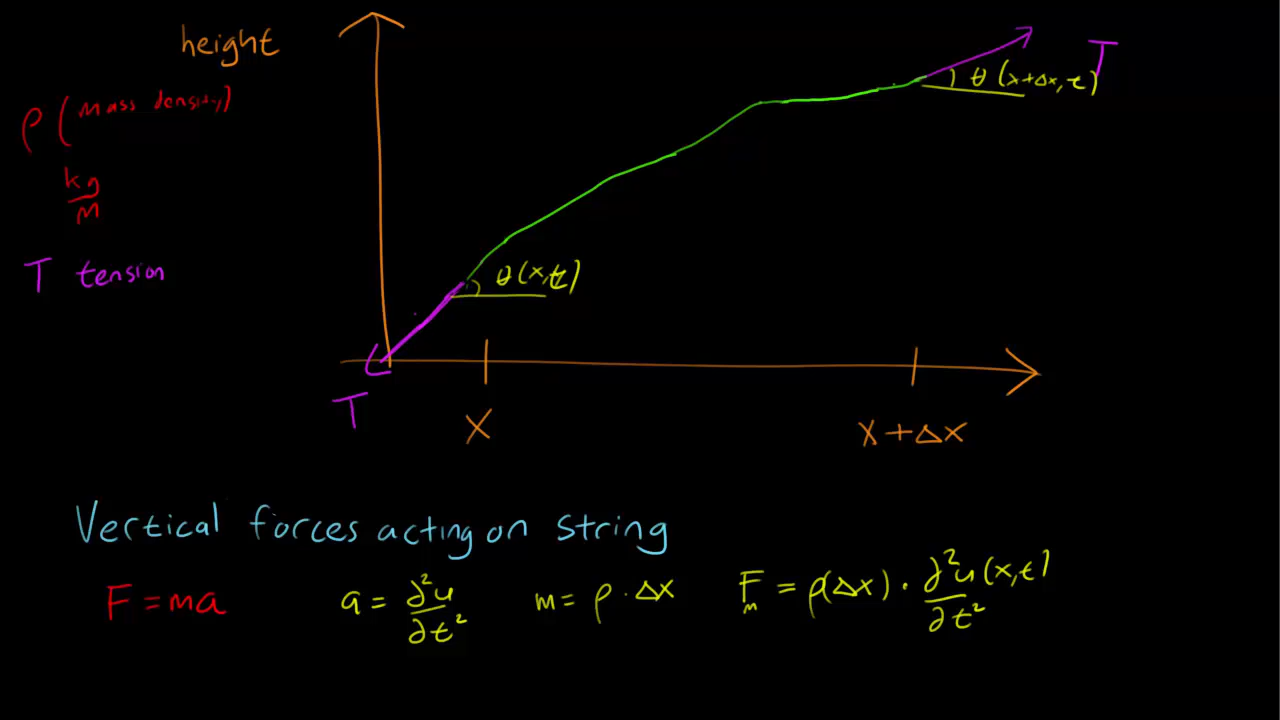 height
ρ (mass density)
kg/m
T tension
T
θ(x+Δx,t)
θ(x,t)
T
x
x+Δx
Vertical forces acting on string
F = ma
a = ∂²u/∂t²
m = ρ · Δx
F_m = ρ(Δx) · ∂²u(x,t)/∂t²